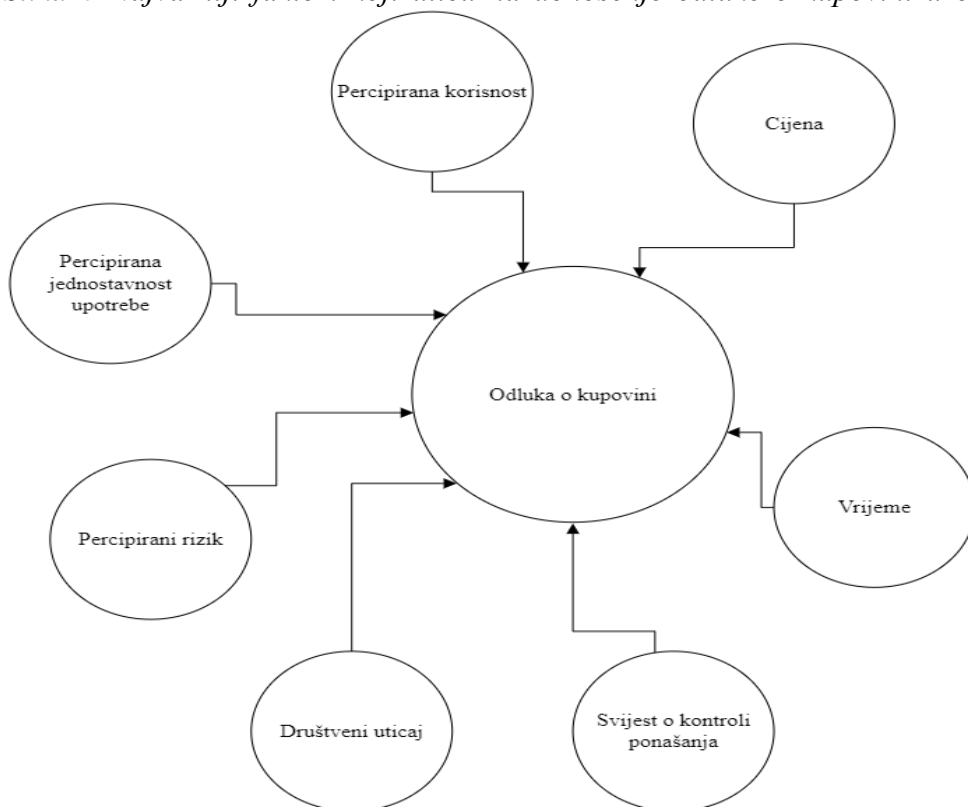 Percipirana korisnost
Cijena
Percipirana
jednostavnost
upotrebe
Odluka o kupovini
Vrijeme
Percipirani rizik
Društveni uticaj
Svijest o kontroli
ponašanja